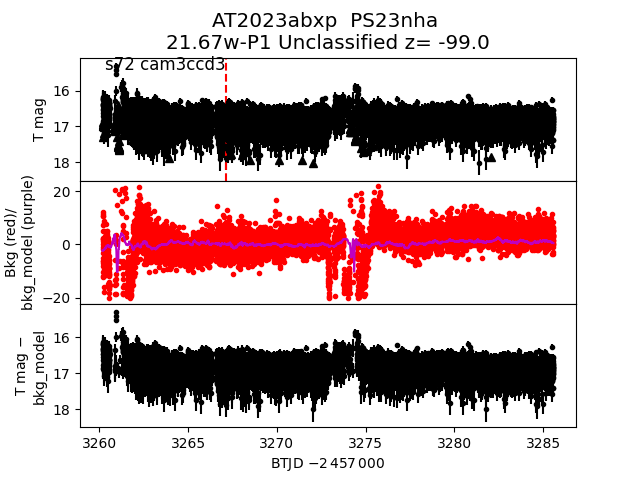 AT2023abxp PS23nha
21.67w-P1 Unclassified z= -99.0
s72 cam3ccd3
T mag
16
17
18
Bkg (red)/
bkg_model (purple)
20
0
−20
T mag −
bkg_model
16
17
18
3260 3265 3270 3275 3280 3285
BTJD −2 457 000